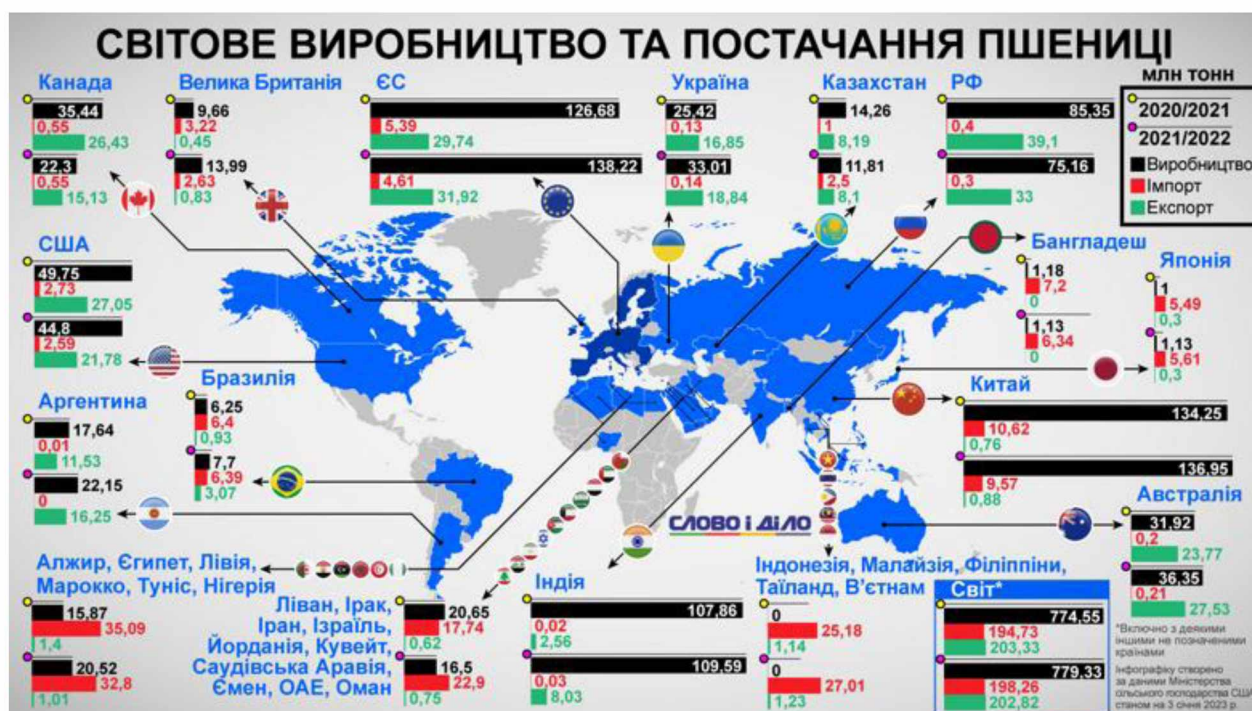 СВІТОВЕ ВИРОБНИЦТВО ТА ПОСТАЧАННЯ ПШЕНИЦІ
млн тонн
2020/2021
2021/2022
Виробництво
Імпорт
Експорт
Канада
35,44
0,55
26,43
22,3
0,55
15,13
Велика Британія
9,66
3,22
0,45
13,99
2,63
0,83
ЄС
126,68
5,39
29,74
138,22
4,61
31,92
Україна
25,42
0,13
16,85
33,01
0,14
18,84
Казахстан
14,26
1
8,19
11,81
2,5
8,1
РФ
85,35
0,4
39,1
75,16
0,3
33
США
49,75
2,73
27,05
44,8
2,59
21,78
Бангладеш
1,18
7,2
0
1,13
6,34
0
Японія
1
5,49
0,3
1,13
5,61
0,3
Аргентина
17,64
0,01
11,53
22,15
0
16,25
Бразилія
6,25
6,4
0,93
7,7
6,39
3,07
Китай
134,25
10,62
0,76
136,95
9,57
0,88
Австралія
31,92
0,2
23,77
36,35
0,21
27,53
СЛОВО і ДІЛО
Алжир, Єгипет, Лівія,
Марокко, Туніс, Нігерія
15,87
35,09
1,4
20,52
32,8
1,01
Ліван, Ірак,
Іран, Ізраїль,
Йорданія, Кувейт,
Саудівська Аравія,
Ємен, ОАЕ, Оман
20,65
17,74
0,62
16,5
22,9
0,75
Індія
107,86
0,02
2,56
109,59
0,03
8,03
Індонезія, Малайзія, Філіппіни,
Таїланд, В'єтнам
0
25,18
1,14
0
27,01
1,23
Світ*
774,55
194,73
203,33
779,33
198,26
202,82
*Включно з деякими
іншими не позначеними
країнами
Інфографіку створено
за даними Міністерства
сільського господарства США
станом на 3 січня 2023 р.